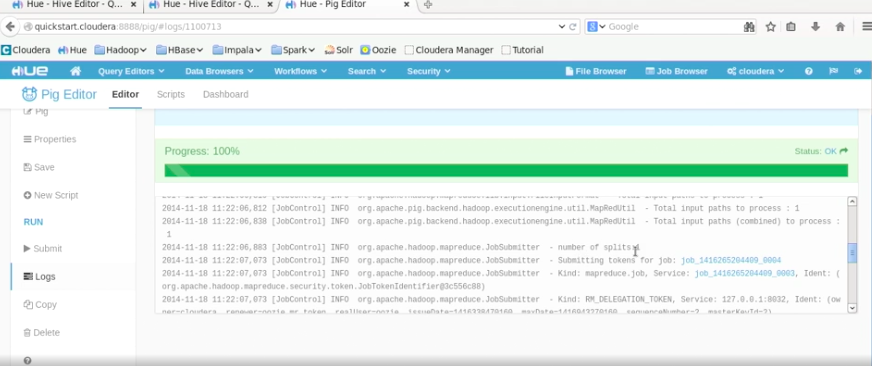 Hue - Hive Editor - Q... × Hue - Hive Editor - Q... × Hue - Pig Editor ×
quickstart.cloudera:8888/pig/#logs/1100713 Google
Cloudera Hue Hadoop HBase Impala Spark Solr Oozie Cloudera Manager Tutorial
HUE Query Editors Data Browsers Workflows Search Security File Browser Job Browser cloudera
Pig Editor Editor Scripts Dashboard
Pig
Properties
Save
New Script
RUN
Submit
Logs
Copy
Delete
Progress: 100% Status: OK
2014-11-18 11:22:06,812 [JobControl] INFO org.apache.pig.backend.hadoop.executionengine.util.MapRedUtil - Total input paths to process : 1
2014-11-18 11:22:06,838 [JobControl] INFO org.apache.pig.backend.hadoop.executionengine.util.MapRedUtil - Total input paths (combined) to process :
1
2014-11-18 11:22:06,883 [JobControl] INFO org.apache.hadoop.mapreduce.JobSubmitter - number of splits:1
2014-11-18 11:22:07,073 [JobControl] INFO org.apache.hadoop.mapreduce.JobSubmitter - Submitting tokens for job: job_1416265204409_0004
2014-11-18 11:22:07,073 [JobControl] INFO org.apache.hadoop.mapreduce.JobSubmitter - Kind: mapreduce.job, Service: job_1416265204409_0003, Ident: (
org.apache.hadoop.mapreduce.security.token.JobTokenIdentifier@3c556c88)
2014-11-18 11:22:07,073 [JobControl] INFO org.apache.hadoop.mapreduce.JobSubmitter - Kind: RM_DELEGATION_TOKEN, Service: 127.0.0.1:8032, Ident: (ow